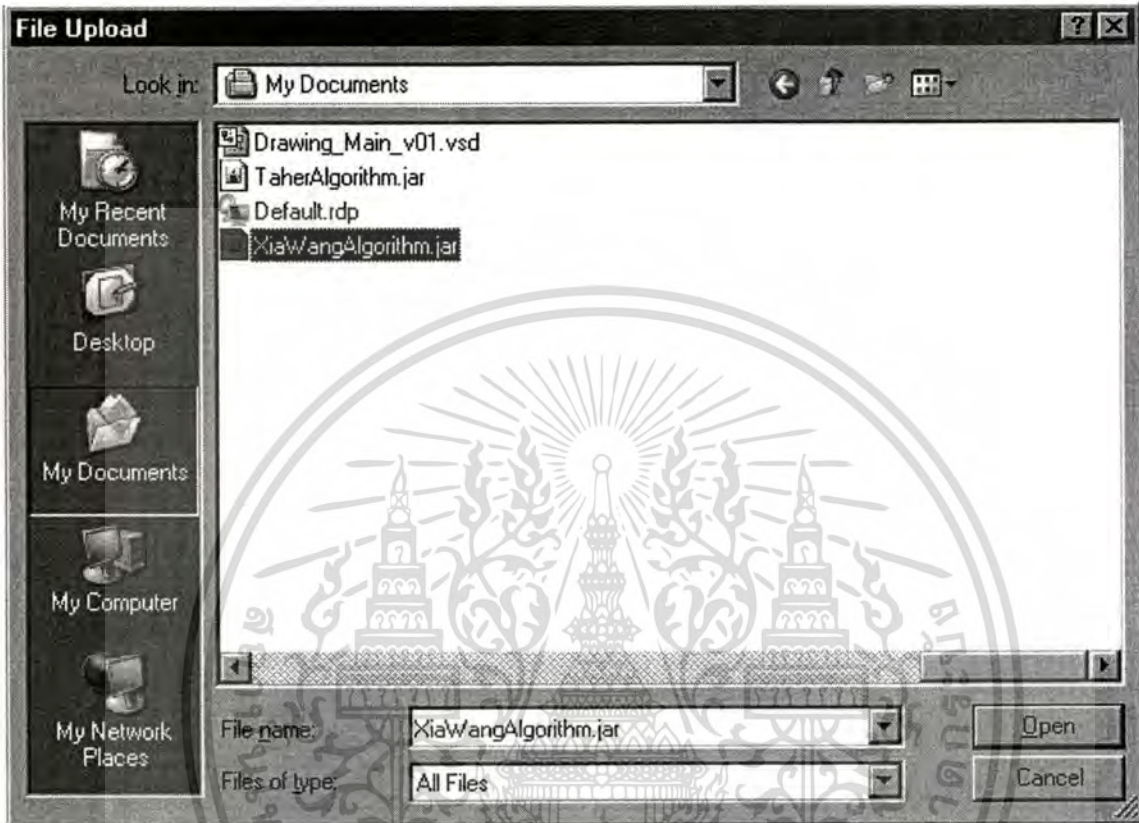 File Upload
Look in: My Documents
My Recent Documents
Desktop
My Documents
My Computer
My Network Places
Drawing_Main_v01.vsd
TaherAlgorithm.jar
Default.rdp
XiaWangAlgorithm.jar
File name: XiaWangAlgorithm.jar
Open
Files of type: All Files
Cancel